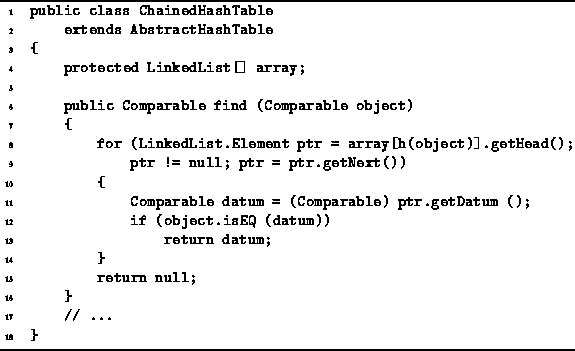 1 public class ChainedHashTable
2     extends AbstractHashTable
3 {
4     protected LinkedList[] array;
5
6     public Comparable find (Comparable object)
7     {
8         for (LinkedList.Element ptr = array[h(object)].getHead();
9             ptr != null; ptr = ptr.getNext())
10         {
11             Comparable datum = (Comparable) ptr.getDatum ();
12             if (object.isEQ (datum))
13                 return datum;
14         }
15         return null;
16     }
17     // ...
18 }